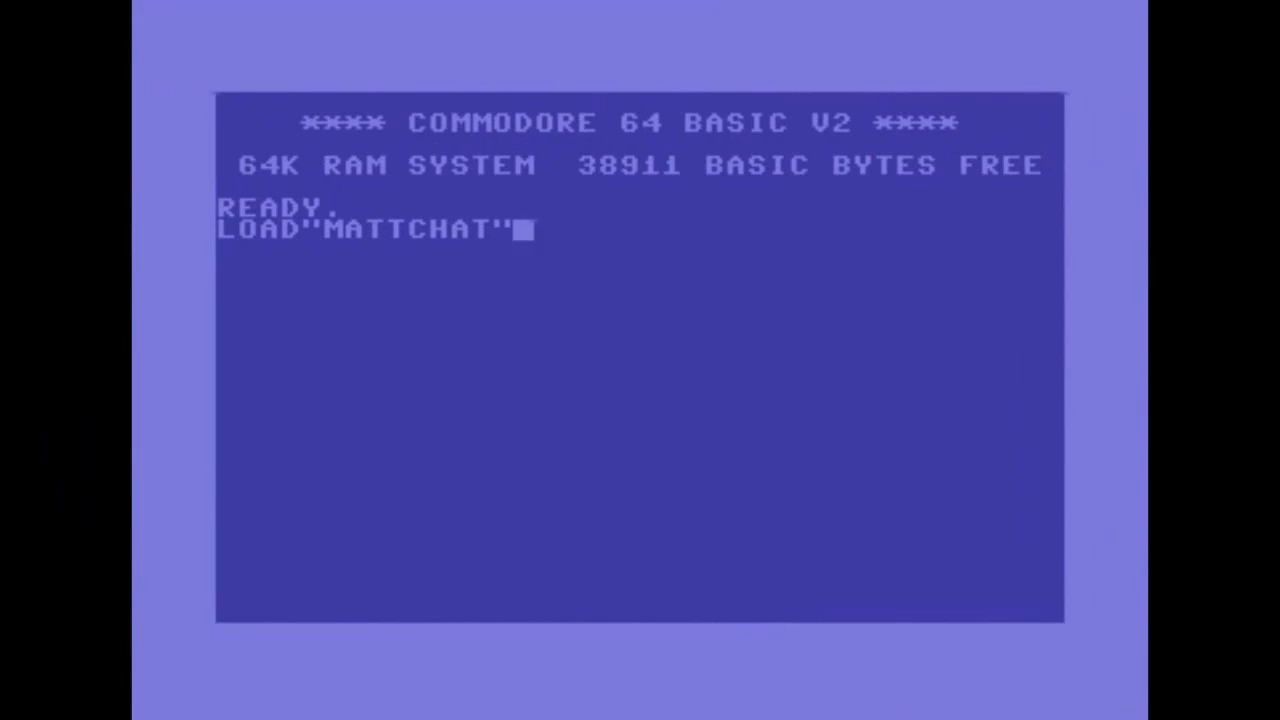 **** COMMODORE 64 BASIC V2 ****
64K RAM SYSTEM  38911 BASIC BYTES FREE
READY.
LOAD"MATTCHAT"